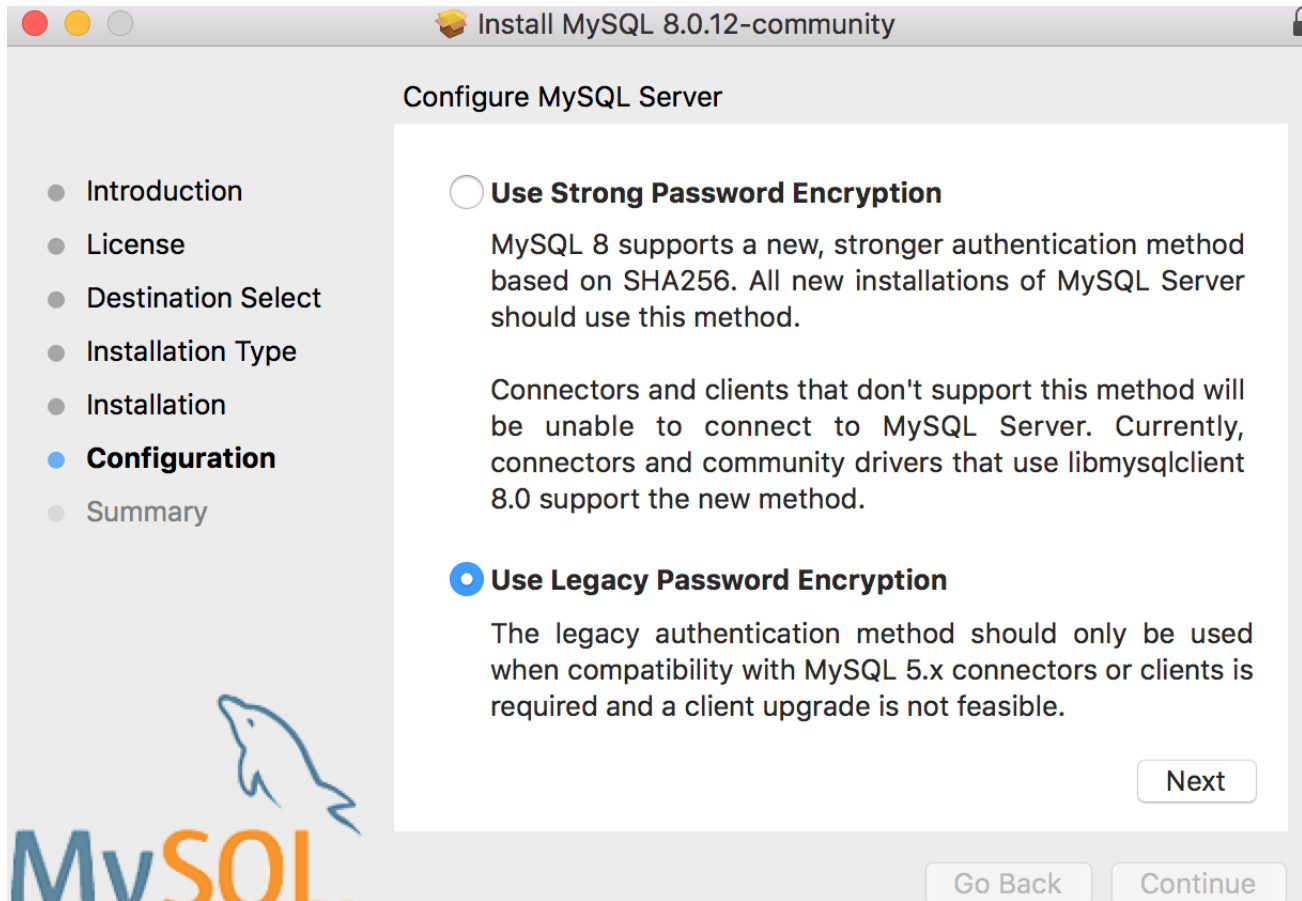 Install MySQL 8.0.12-community
Configure MySQL Server
Introduction
License
Destination Select
Installation Type
Installation
Configuration
Summary
Use Strong Password Encryption
MySQL 8 supports a new, stronger authentication method
based on SHA256. All new installations of MySQL Server
should use this method.
Connectors and clients that don't support this method will
be unable to connect to MySQL Server. Currently,
connectors and community drivers that use libmysqlclient
8.0 support the new method.
Use Legacy Password Encryption
The legacy authentication method should only be used
when compatibility with MySQL 5.x connectors or clients is
required and a client upgrade is not feasible.
Next
MySQL
Go Back
Continue